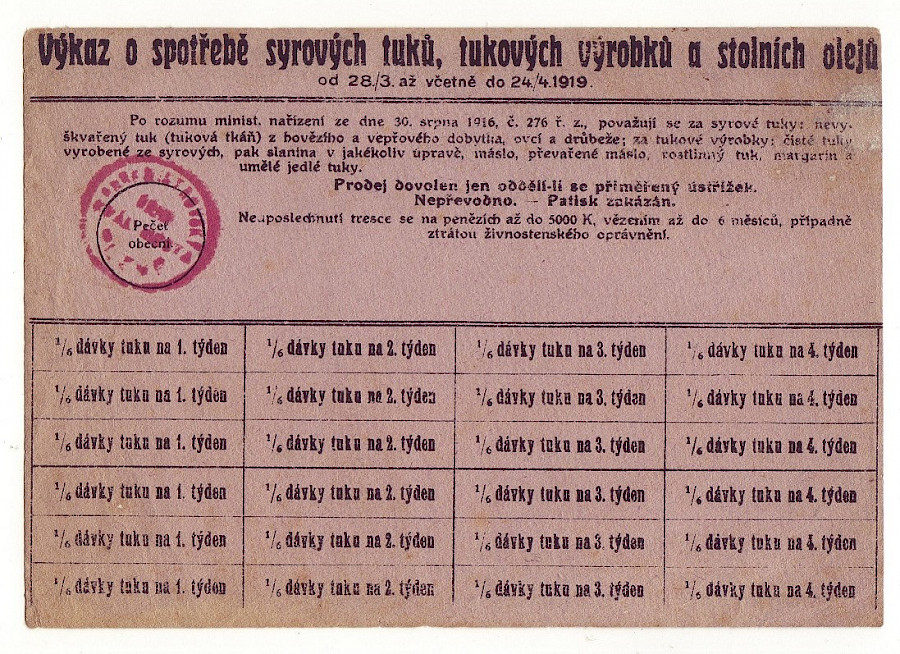 Výkaz o spotřebě syrových tuků, tukových výrobků a stolních olejů
od 28./3. až včetně do 24./4. 1919.
Po rozumu minist. nařízení ze dne 30. srpna 1916, č. 276 ř. z., považují se za syrové tuky: nevy-
škvařený tuk (tuková tkáň) z hovězího a vepřového dobytka, ovcí a drůbeže; za tukové výrobky: čisté tuky
vyrobené ze syrových, pak slanina v jakékoliv úpravě, máslo, převařené máslo, rostlinný tuk, margarin a
umělé jedlé tuky.
Prodej dovolen jen oddělí-li se přiměřený ústřížek.
Nepřevodno. — Patisk zakázán.
Neuposlechnutí tresce se na penězích až do 5000 K, vězením až do 6 měsíců, případně
ztrátou živnostenského oprávnění.
Pečeť
obecní.
1/6 dávky tuku na 1. týden 1/6 dávky tuku na 2. týden 1/6 dávky tuku na 3. týden 1/6 dávky tuku na 4. týden
1/6 dávky tuku na 1. týden 1/6 dávky tuku na 2. týden 1/6 dávky tuku na 3. týden 1/6 dávky tuku na 4. týden
1/6 dávky tuku na 1. týden 1/6 dávky tuku na 2. týden 1/6 dávky tuku na 3. týden 1/6 dávky tuku na 4. týden
1/6 dávky tuku na 1. týden 1/6 dávky tuku na 2. týden 1/6 dávky tuku na 3. týden 1/6 dávky tuku na 4. týden
1/6 dávky tuku na 1. týden 1/6 dávky tuku na 2. týden 1/6 dávky tuku na 3. týden 1/6 dávky tuku na 4. týden
1/6 dávky tuku na 1. týden 1/6 dávky tuku na 2. týden 1/6 dávky tuku na 3. týden 1/6 dávky tuku na 4. týden